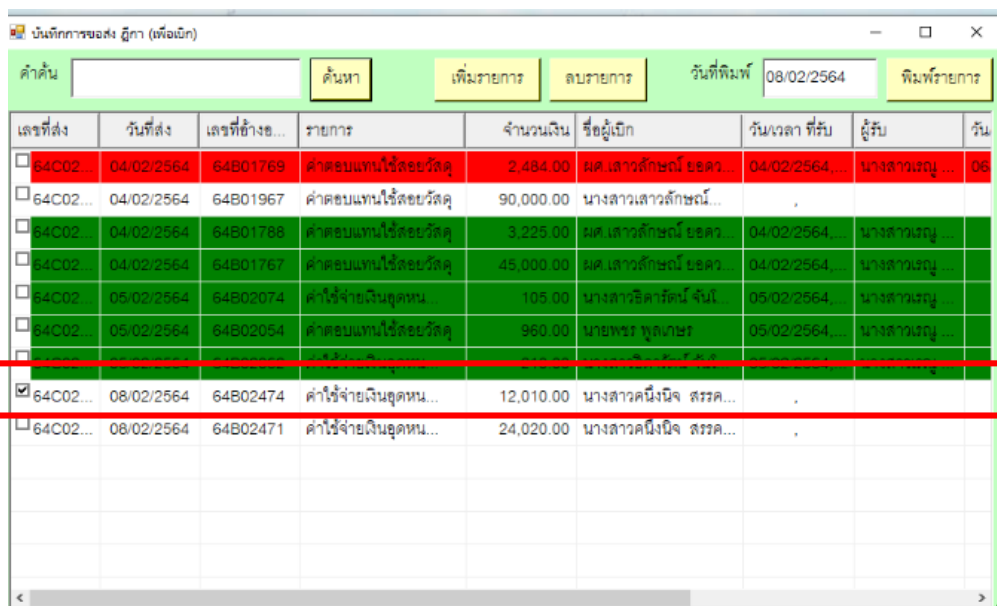 บันทึกการขอส่ง ฎีกา (เพื่อเบิก)
คำค้น ค้นหา เพิ่มรายการ ลบรายการ วันที่พิมพ์ 08/02/2564 พิมพ์รายการ
เลขที่ส่ง วันที่ส่ง เลขที่อ้างอ... รายการ จำนวนเงิน ชื่อผู้เบิก วัน/เวลา ที่รับ ผู้รับ วัน
64C02... 04/02/2564 64B01769 ค่าตอบแทนใช้สอยวัสดุ 2,484.00 ผศ.เสาวลักษณ์ ยอดว... 04/02/2564,... นางสาวเรณู ... 06
64C02... 04/02/2564 64B01967 ค่าตอบแทนใช้สอยวัสดุ 90,000.00 นางสาวเสาวลักษณ์... ,
64C02... 04/02/2564 64B01788 ค่าตอบแทนใช้สอยวัสดุ 3,225.00 ผศ.เสาวลักษณ์ ยอดว... 04/02/2564,... นางสาวเรณู ...
64C02... 04/02/2564 64B01767 ค่าตอบแทนใช้สอยวัสดุ 45,000.00 ผศ.เสาวลักษณ์ ยอดว... 04/02/2564,... นางสาวเรณู ...
64C02... 05/02/2564 64B02074 ค่าใช้จ่ายเงินอุดหน... 105.00 นางสาวธิดารัตน์ จันโ... 05/02/2564,... นางสาวเรณู ...
64C02... 05/02/2564 64B02054 ค่าตอบแทนใช้สอยวัสดุ 960.00 นายพชร พูลเกษร 05/02/2564,... นางสาวเรณู ...
64C02... 08/02/2564 64B02474 ค่าใช้จ่ายเงินอุดหน... 12,010.00 นางสาวคนึงนิจ สรรค... ,
64C02... 08/02/2564 64B02471 ค่าใช้จ่ายเงินอุดหน... 24,020.00 นางสาวคนึงนิจ สรรค... ,